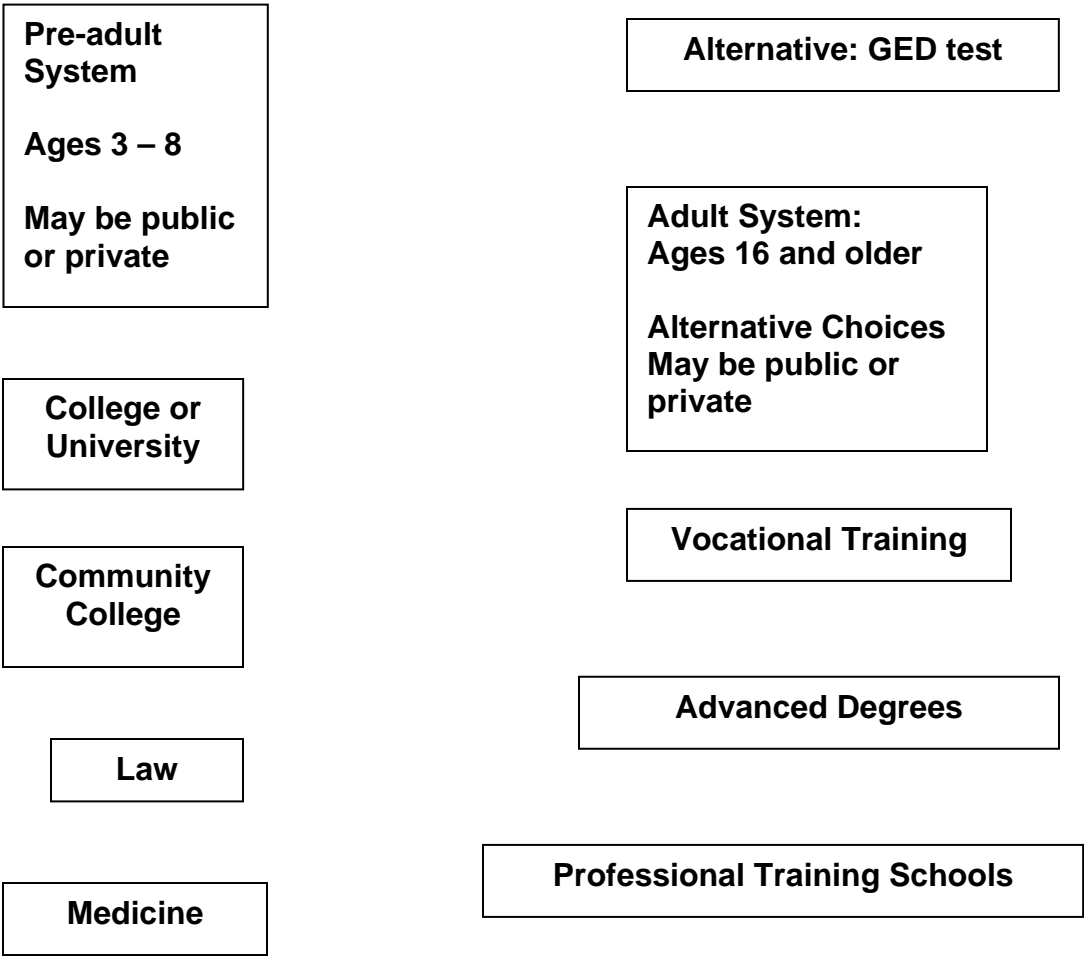 Pre-adult
System
Ages 3 – 8
May be public
or private
Alternative: GED test
Adult System:
Ages 16 and older
Alternative Choices
May be public or
private
College or
University
Vocational Training
Community
College
Advanced Degrees
Law
Professional Training Schools
Medicine